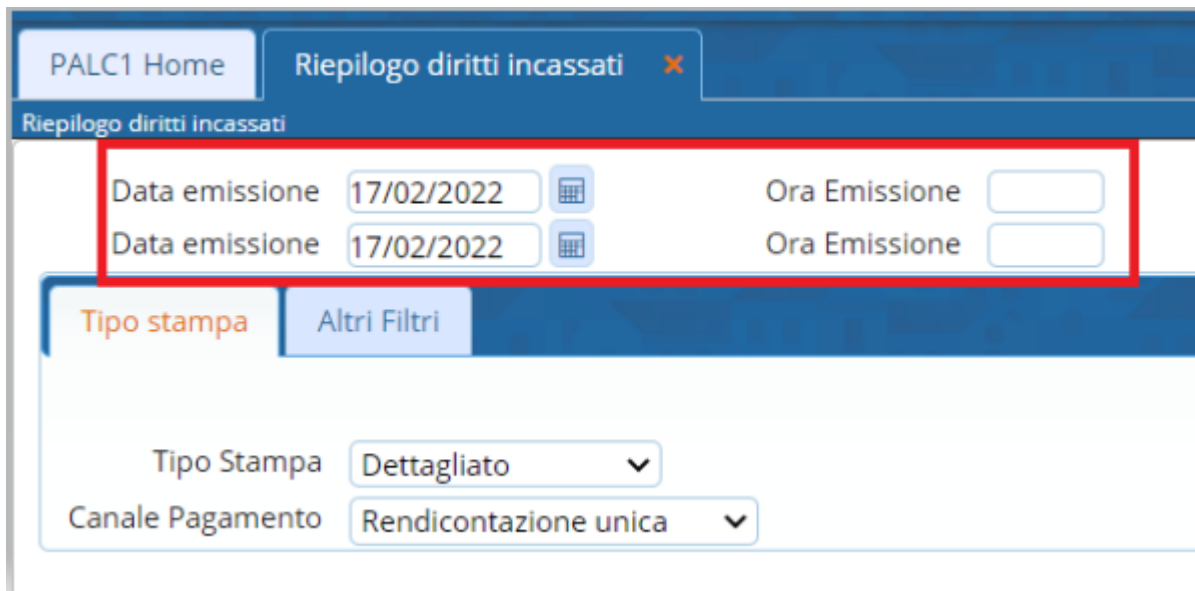 PALC1 Home Riepilogo diritti incassati
Riepilogo diritti incassati
Data emissione 17/02/2022 Ora Emissione
Data emissione 17/02/2022 Ora Emissione
Tipo stampa Altri Filtri
Tipo Stampa Dettagliato
Canale Pagamento Rendicontazione unica